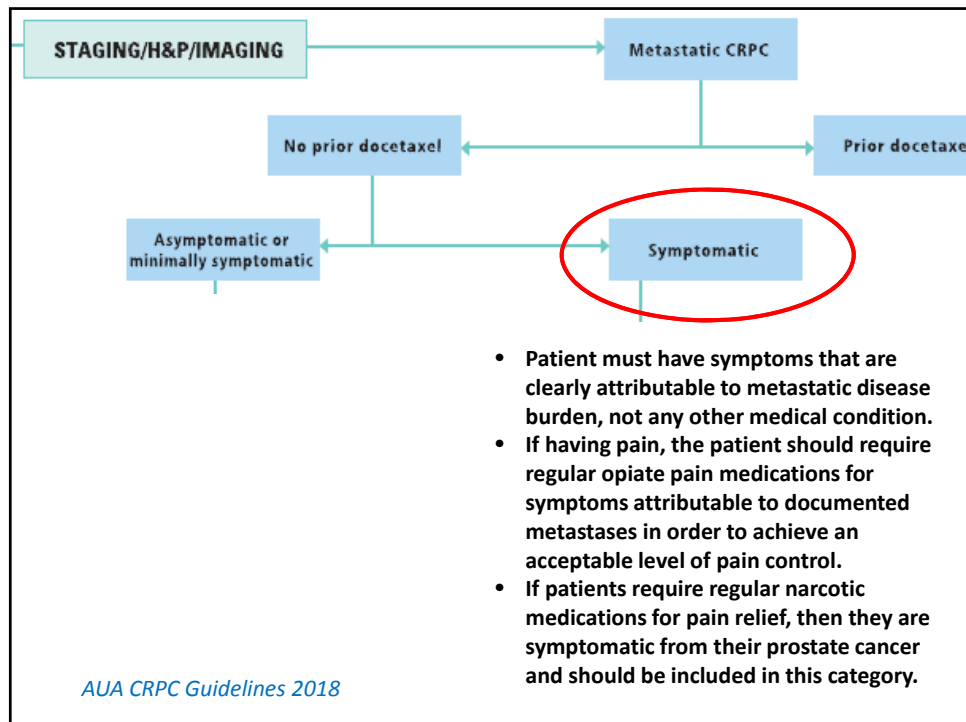 STAGING/H&P/IMAGING
Metastatic CRPC
No prior docetaxel
Prior docetaxe
Asymptomatic or
minimally symptomatic
Symptomatic
• Patient must have symptoms that are
clearly attributable to metastatic disease
burden, not any other medical condition.
• If having pain, the patient should require
regular opiate pain medications for
symptoms attributable to documented
metastases in order to achieve an
acceptable level of pain control.
• If patients require regular narcotic
medications for pain relief, then they are
symptomatic from their prostate cancer
and should be included in this category.
AUA CRPC Guidelines 2018